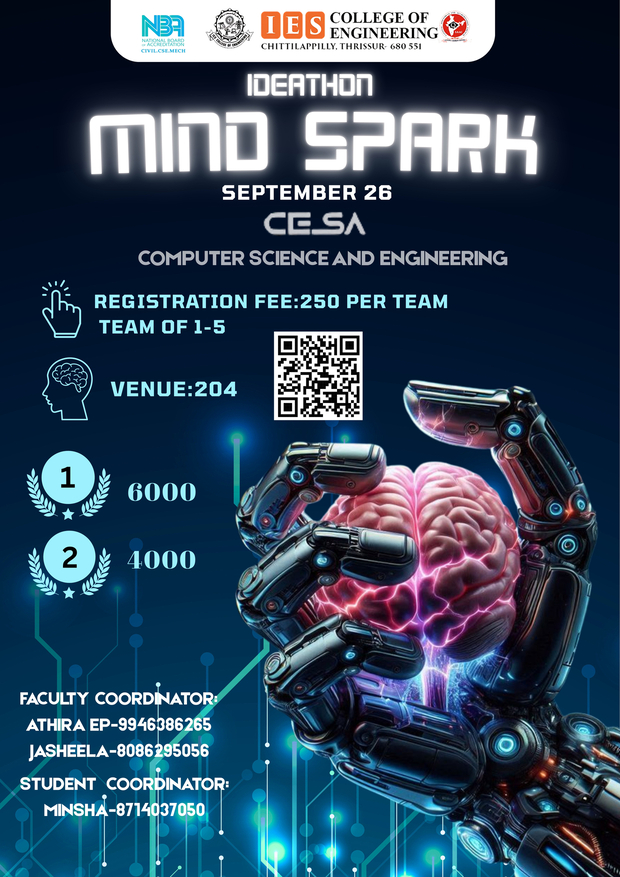 NBA
NATIONAL BOARD
of ACCREDITATION
CIVIL.CSE.MECH
IES COLLEGE OF
ENGINEERING
CHITTILAPPILLY, THRISSUR- 680 551
IDEATHON
MIND SPARK
SEPTEMBER 26
CESA
COMPUTER SCIENCE AND ENGINEERING
REGISTRATION FEE:250 PER TEAM
TEAM OF 1-5
VENUE:204
1 6000
2 4000
FACULTY COORDINATOR:
ATHIRA EP-9946386265
JASHEELA-8086295056
STUDENT COORDINATOR:
MINSHA-8714037050